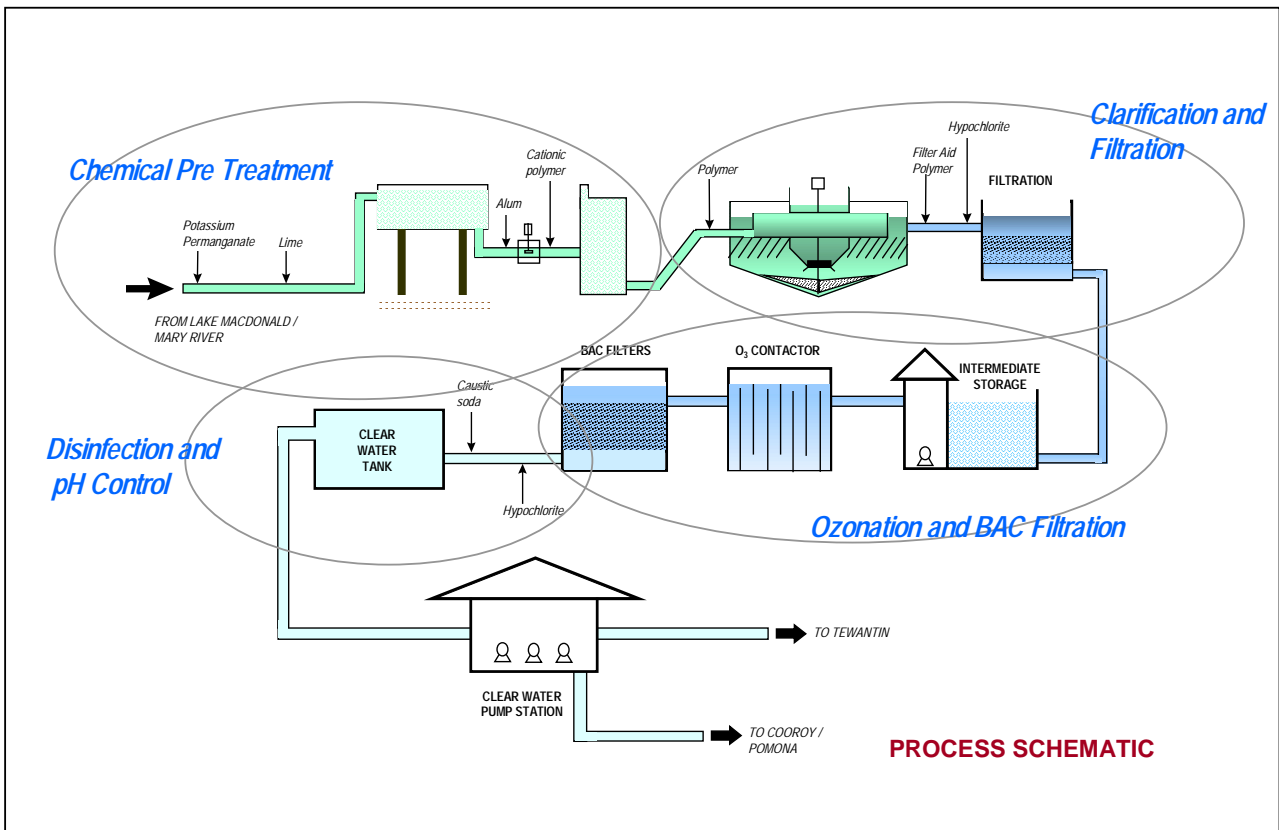 Chemical Pre Treatment
Potassium
Permanganate
Lime
Alum
Cationic
polymer
FROM LAKE MACDONALD /
MARY RIVER
Clarification and
Filtration
Polymer
Filter Aid
Polymer
Hypochlorite
FILTRATION
BAC FILTERS
O₃ CONTACTOR
INTERMEDIATE
STORAGE
Ozonation and BAC Filtration
Disinfection and
pH Control
CLEAR
WATER
TANK
Caustic
soda
Hypochlorite
CLEAR WATER
PUMP STATION
TO TEWANTIN
TO COOROY /
POMONA
PROCESS SCHEMATIC